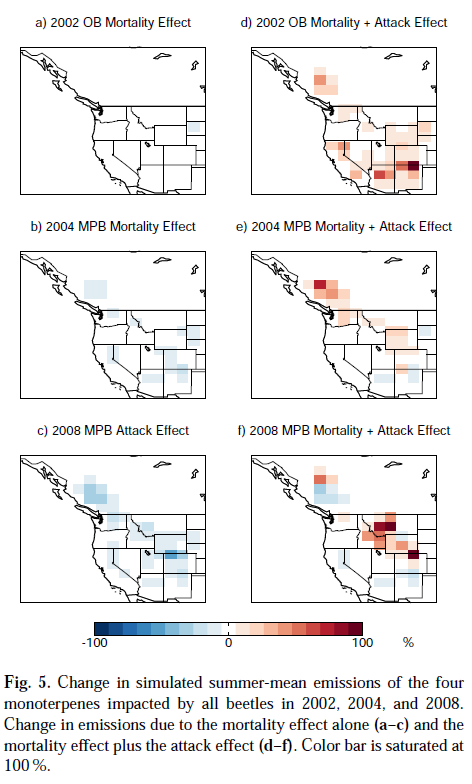 a) 2002 OB Mortality Effect
d) 2002 OB Mortality + Attack Effect
b) 2004 MPB Mortality Effect
e) 2004 MPB Mortality + Attack Effect
c) 2008 MPB Attack Effect
f) 2008 MPB Mortality + Attack Effect
-100 0 100 %
Fig. 5. Change in simulated summer-mean emissions of the four
monoterpenes impacted by all beetles in 2002, 2004, and 2008.
Change in emissions due to the mortality effect alone (a–c) and the
mortality effect plus the attack effect (d–f). Color bar is saturated at
100 %.